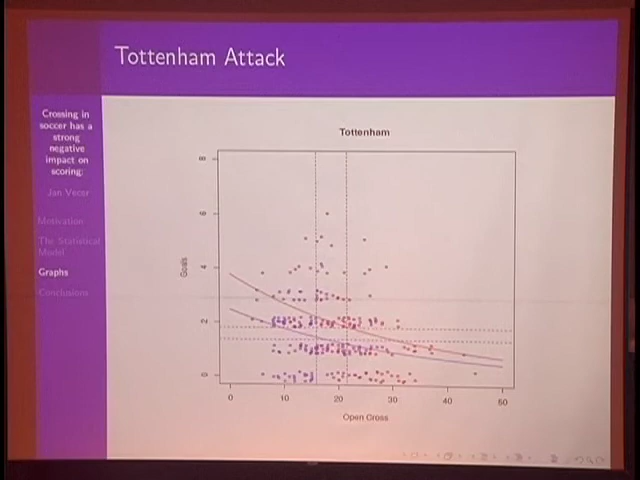 Tottenham Attack
Crossing in
soccer has a
strong
negative
impact on
scoring:
Jan Vecer
Motivation
The Statistical
Model
Graphs
Conclusions
Tottenham
8
6
4
2
0
Goals
0 10 20 30 40 50
Open Cross